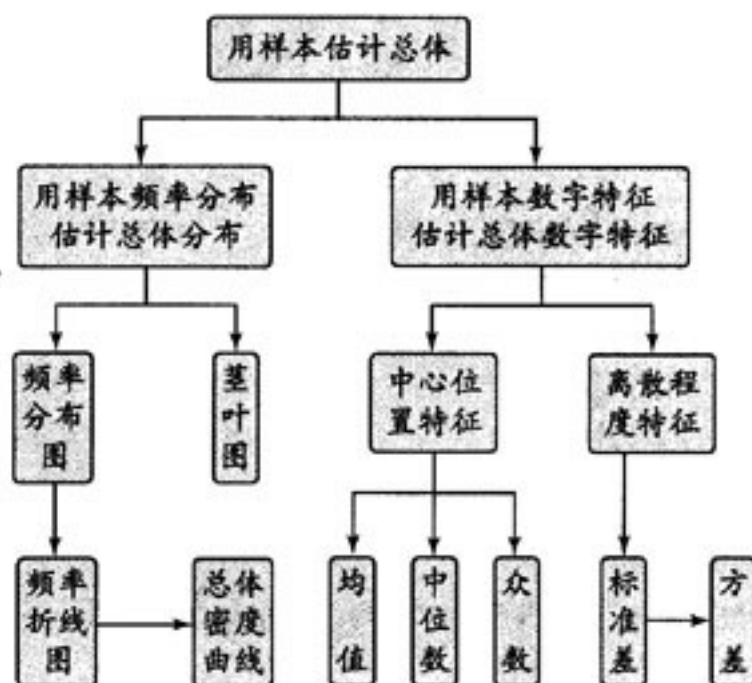 用样本估计总体
用样本频率分布
估计总体分布
用样本数字特征
估计总体数字特征
频率
分布
图
茎
叶
图
中心位
置特征
离散程
度特征
频率
折线
图
总体
密度
曲线
均
值
中
位
数
众
数
标
准
差
方
差